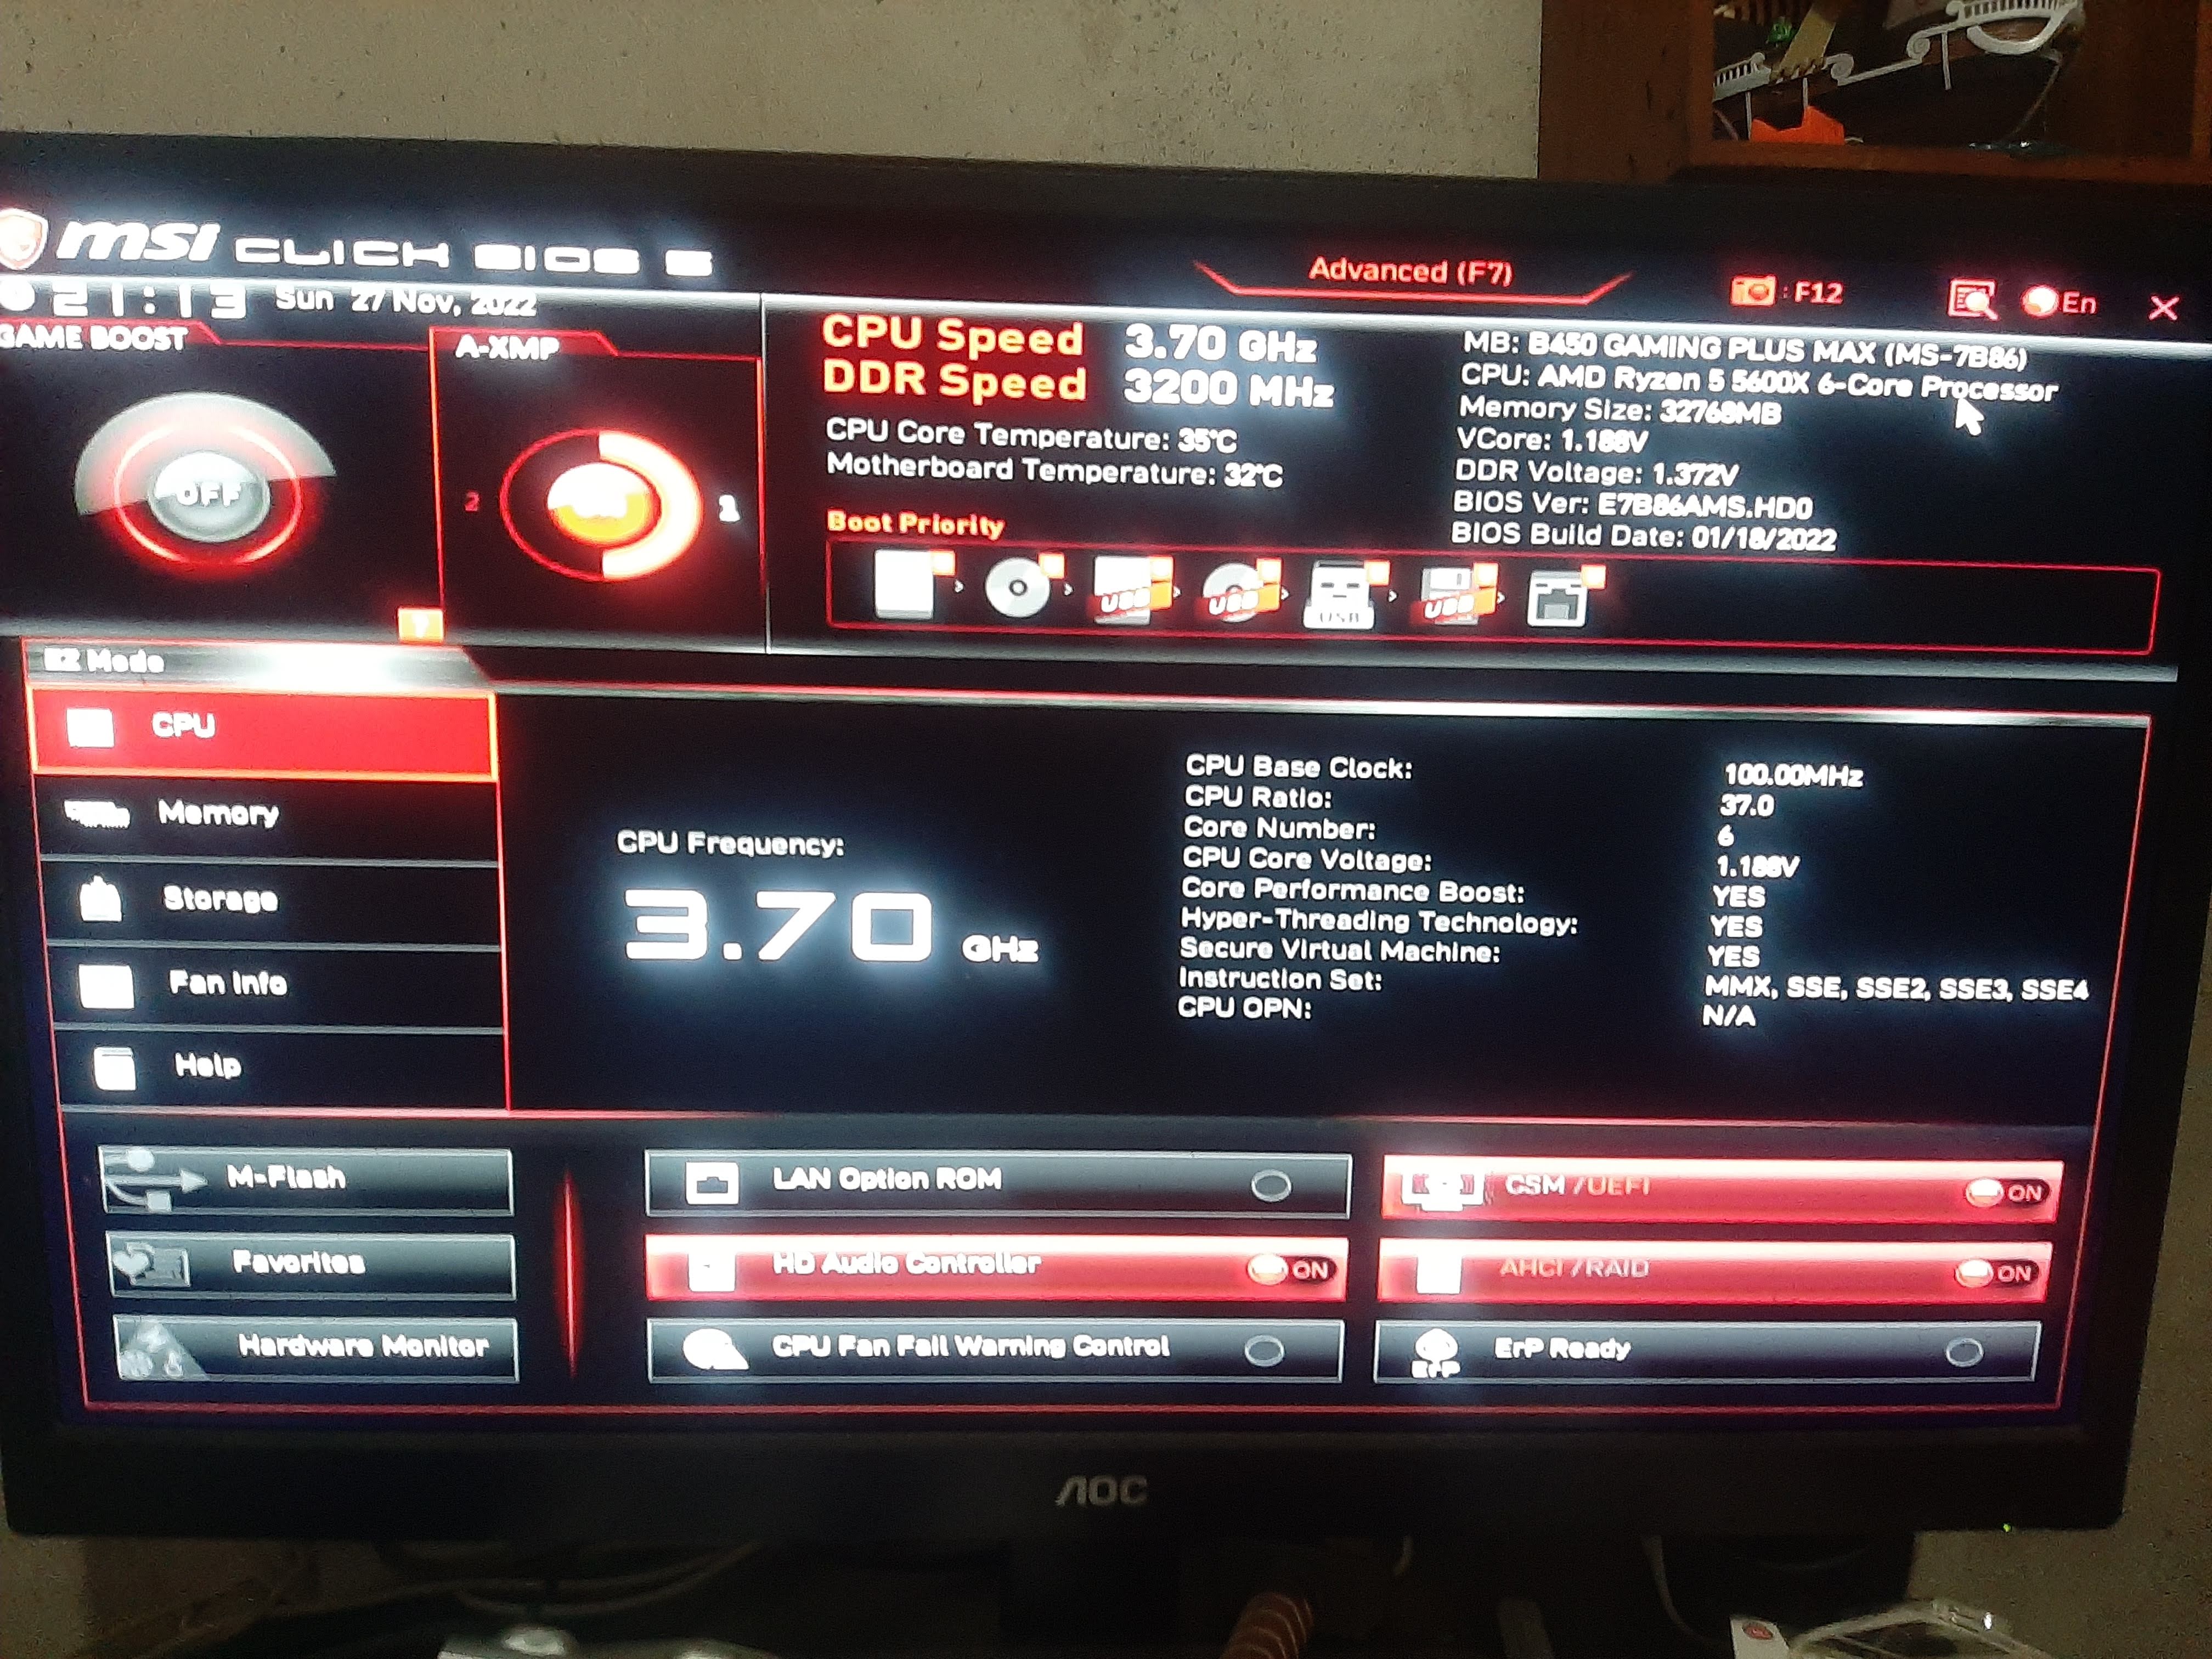 msi CLICK BIOS 5
21:13 Sun 27 Nov, 2022
Advanced (F7)
: F12
En
X
GAME BOOST
OFF
A-XMP
2
1
CPU Speed 3.70 GHz
DDR Speed 3200 MHz
CPU Core Temperature: 35°C
Motherboard Temperature: 32°C
MB: B450 GAMING PLUS MAX (MS-7B86)
CPU: AMD Ryzen 5 5600X 6-Core Processor
Memory Size: 32768MB
VCore: 1.188V
DDR Voltage: 1.372V
BIOS Ver: E7B86AMS.HD0
BIOS Build Date: 01/18/2022
Boot Priority
USB
USB
USB
USB
?
EZ Mode
CPU
Memory
Storage
Fan Info
Help
CPU Frequency:
3.70 GHz
CPU Base Clock: 100.00MHz
CPU Ratio: 37.0
Core Number: 6
CPU Core Voltage: 1.188V
Core Performance Boost: YES
Hyper-Threading Technology: YES
Secure Virtual Machine: YES
Instruction Set: MMX, SSE, SSE2, SSE3, SSE4
CPU OPN: N/A
M-Flash
Favorites
Hardware Monitor
LAN Option ROM
HD Audio Controller ON
CPU Fan Fail Warning Control
CSM /UEFI ON
AHCI /RAID ON
ErP ErP Ready
AOC